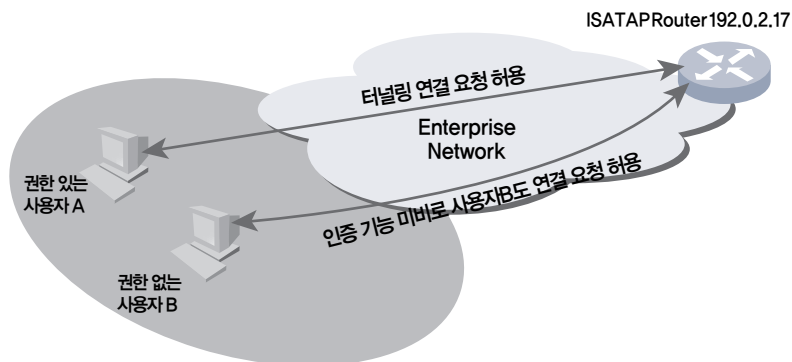 ISATAPRouter192.0.2.17
터널링 연결 요청 허용
Enterprise
Network
권한 있는
사용자 A
인증 기능 미비로 사용자B도 연결 요청 허용
권한 없는
사용자 B